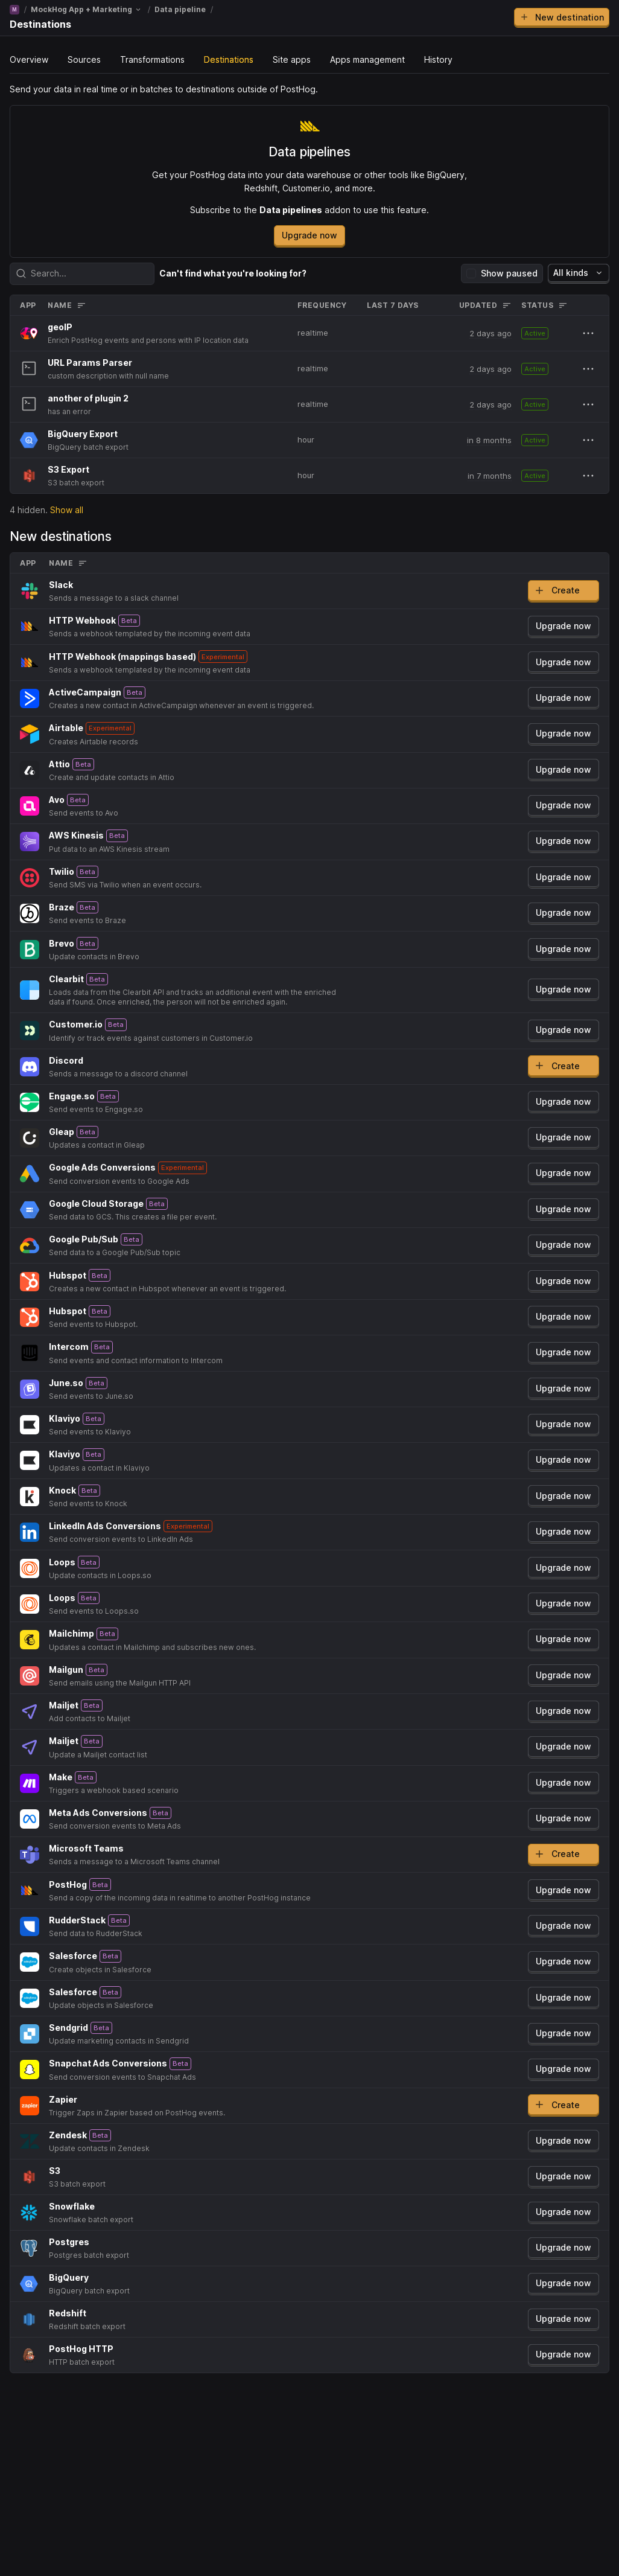 M / MockHog App + Marketing / Data pipeline /
Destinations
New destination
Overview Sources Transformations Destinations Site apps Apps management History
Send your data in real time or in batches to destinations outside of PostHog.
Data pipelines
Get your PostHog data into your data warehouse or other tools like BigQuery,
Redshift, Customer.io, and more.
Subscribe to the Data pipelines addon to use this feature.
Upgrade now
Search... Can't find what you're looking for? Show paused All kinds
APP NAME FREQUENCY LAST 7 DAYS UPDATED STATUS
geoIP
Enrich PostHog events and persons with IP location data
realtime 2 days ago Active
URL Params Parser
custom description with null name
realtime 2 days ago Active
another of plugin 2
has an error
realtime 2 days ago Active
BigQuery Export
BigQuery batch export
hour in 8 months Active
S3 Export
S3 batch export
hour in 7 months Active
4 hidden. Show all
New destinations
APP NAME
Slack
Sends a message to a slack channel
Create
HTTP Webhook Beta
Sends a webhook templated by the incoming event data
Upgrade now
HTTP Webhook (mappings based) Experimental
Sends a webhook templated by the incoming event data
Upgrade now
ActiveCampaign Beta
Creates a new contact in ActiveCampaign whenever an event is triggered.
Upgrade now
Airtable Experimental
Creates Airtable records
Upgrade now
Attio Beta
Create and update contacts in Attio
Upgrade now
Avo Beta
Send events to Avo
Upgrade now
AWS Kinesis Beta
Put data to an AWS Kinesis stream
Upgrade now
Twilio Beta
Send SMS via Twilio when an event occurs.
Upgrade now
Braze Beta
Send events to Braze
Upgrade now
Brevo Beta
Update contacts in Brevo
Upgrade now
Clearbit Beta
Loads data from the Clearbit API and tracks an additional event with the enriched
data if found. Once enriched, the person will not be enriched again.
Upgrade now
Customer.io Beta
Identify or track events against customers in Customer.io
Upgrade now
Discord
Sends a message to a discord channel
Create
Engage.so Beta
Send events to Engage.so
Upgrade now
Gleap Beta
Updates a contact in Gleap
Upgrade now
Google Ads Conversions Experimental
Send conversion events to Google Ads
Upgrade now
Google Cloud Storage Beta
Send data to GCS. This creates a file per event.
Upgrade now
Google Pub/Sub Beta
Send data to a Google Pub/Sub topic
Upgrade now
Hubspot Beta
Creates a new contact in Hubspot whenever an event is triggered.
Upgrade now
Hubspot Beta
Send events to Hubspot.
Upgrade now
Intercom Beta
Send events and contact information to Intercom
Upgrade now
June.so Beta
Send events to June.so
Upgrade now
Klaviyo Beta
Send events to Klaviyo
Upgrade now
Klaviyo Beta
Updates a contact in Klaviyo
Upgrade now
Knock Beta
Send events to Knock
Upgrade now
LinkedIn Ads Conversions Experimental
Send conversion events to LinkedIn Ads
Upgrade now
Loops Beta
Update contacts in Loops.so
Upgrade now
Loops Beta
Send events to Loops.so
Upgrade now
Mailchimp Beta
Updates a contact in Mailchimp and subscribes new ones.
Upgrade now
Mailgun Beta
Send emails using the Mailgun HTTP API
Upgrade now
Mailjet Beta
Add contacts to Mailjet
Upgrade now
Mailjet Beta
Update a Mailjet contact list
Upgrade now
Make Beta
Triggers a webhook based scenario
Upgrade now
Meta Ads Conversions Beta
Send conversion events to Meta Ads
Upgrade now
Microsoft Teams
Sends a message to a Microsoft Teams channel
Create
PostHog Beta
Send a copy of the incoming data in realtime to another PostHog instance
Upgrade now
RudderStack Beta
Send data to RudderStack
Upgrade now
Salesforce Beta
Create objects in Salesforce
Upgrade now
Salesforce Beta
Update objects in Salesforce
Upgrade now
Sendgrid Beta
Update marketing contacts in Sendgrid
Upgrade now
Snapchat Ads Conversions Beta
Send conversion events to Snapchat Ads
Upgrade now
Zapier
Trigger Zaps in Zapier based on PostHog events.
Create
Zendesk Beta
Update contacts in Zendesk
Upgrade now
S3
S3 batch export
Upgrade now
Snowflake
Snowflake batch export
Upgrade now
Postgres
Postgres batch export
Upgrade now
BigQuery
BigQuery batch export
Upgrade now
Redshift
Redshift batch export
Upgrade now
PostHog HTTP
HTTP batch export
Upgrade now